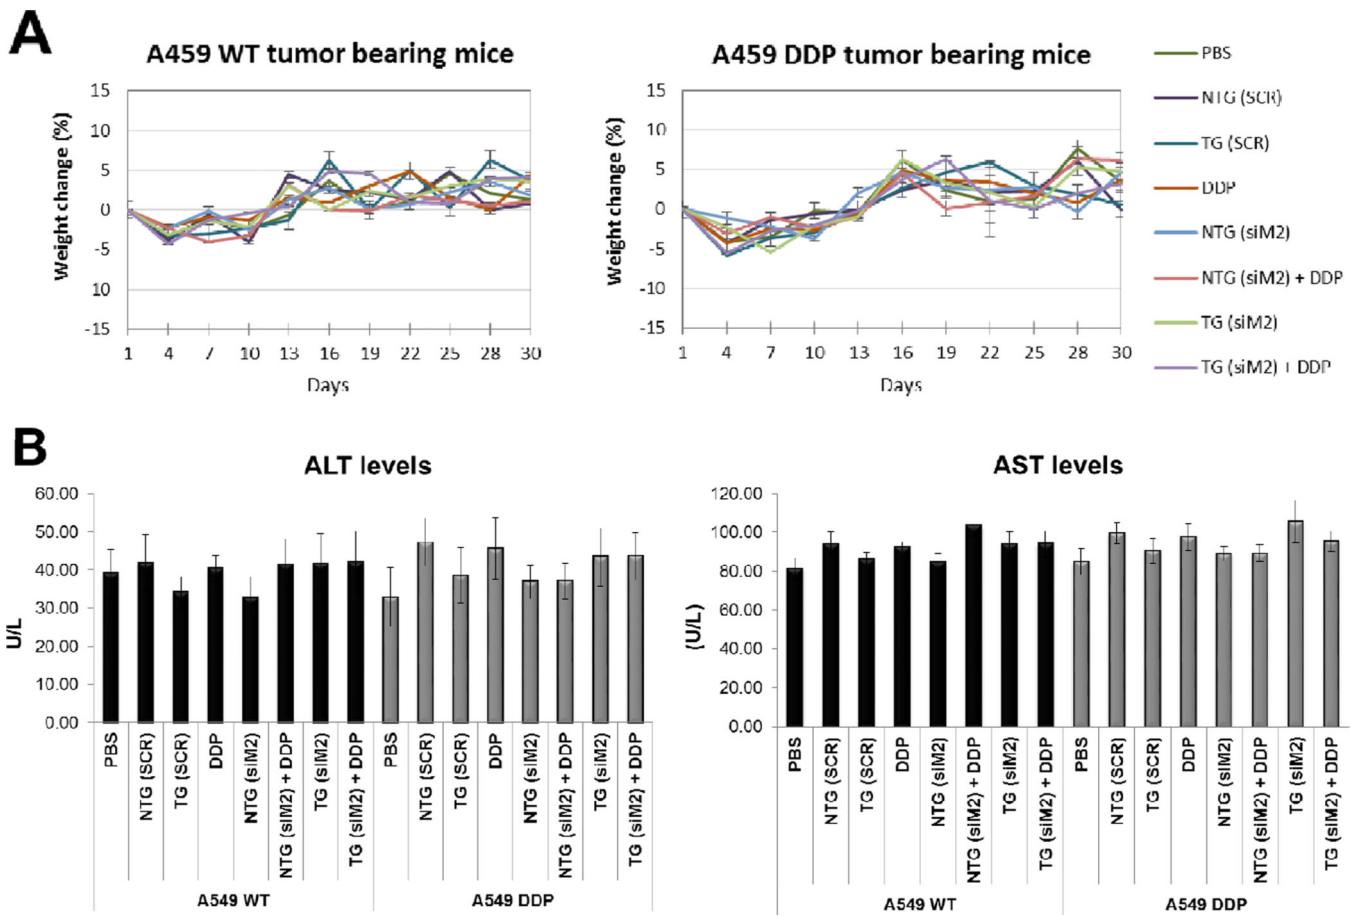 A
A459 WT tumor bearing mice
A459 DDP tumor bearing mice
Weight change (%)
15
10
5
0
-5
10
-15
1 4 7 10 13 16 19 22 25 28 30
Days
Weight change (%)
15
10
5
0
-5
-10
-15
1 4 7 10 13 16 19 22 25 28 30
Days
PBS
NTG (SCR)
TG (SCR)
DDP
NTG (siM2)
NTG (siM2) + DDP
TG (siM2)
TG (siM2) + DDP
B
ALT levels
U/L
60.00
50.00
40.00
30.00
20.00
10.00
0.00
PBS
NTG (SCR)
TG (SCR)
DDP
NTG (siM2)
NTG (siM2) + DDP
TG (siM2)
TG (siM2) + DDP
PBS
NTG (SCR)
TG (SCR)
DDP
NTG (siM2)
NTG (siM2) + DDP
TG (siM2)
TG (siM2) + DDP
A549 WT
A549 DDP
AST levels
(U/L)
120.00
100.00
80.00
60.00
40.00
20.00
0.00
PBS
NTG (SCR)
TG (SCR)
DDP
NTG (siM2)
NTG (siM2) + DDP
TG (siM2)
TG (siM2) + DDP
PBS
NTG (SCR)
TG (SCR)
DDP
NTG (siM2)
NTG (siM2) + DDP
TG (siM2)
TG (siM2) + DDP
A549 WT
A549 DDP